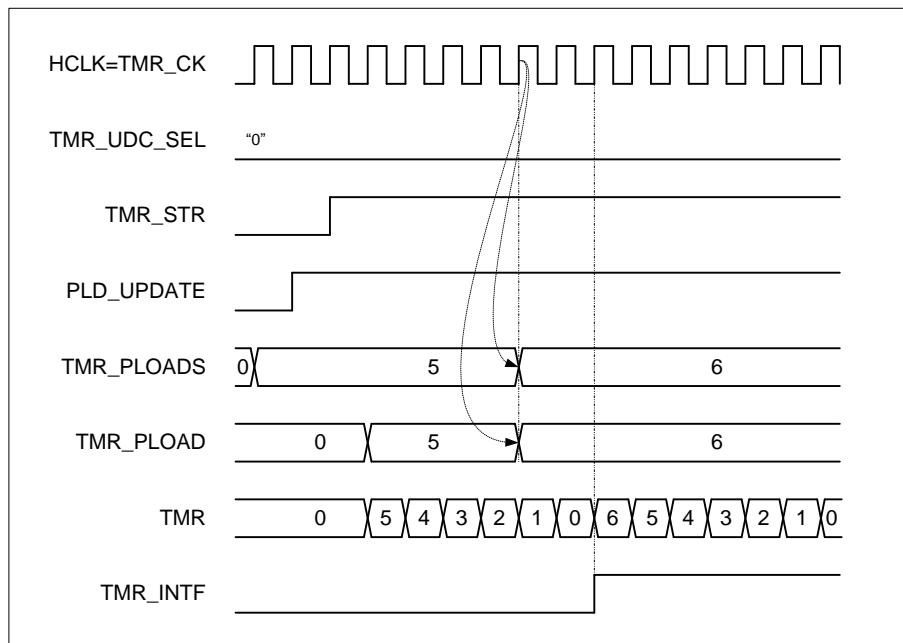 HCLK=TMR_CK
TMR_UDC_SEL “0”
TMR_STR
PLD_UPDATE
TMR_PLOADS 0 5 6
TMR_PLOAD 0 5 6
TMR 0 5 4 3 2 1 0 6 5 4 3 2 1 0
TMR_INTF